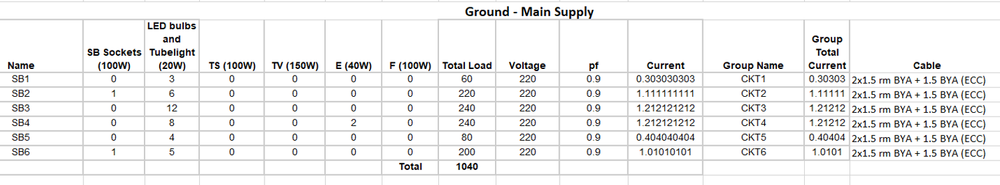 Ground - Main Supply
Name SB Sockets (100W) LED bulbs and Tubelight (20W) TS (100W) TV (150W) E (40W) F (100W) Total Load Voltage pf Current Group Name Group Total Current Cable
SB1 0 3 0 0 0 0 60 220 0.9 0.303030303 CKT1 0.30303 2x1.5 rm BYA + 1.5 BYA (ECC)
SB2 1 6 0 0 0 0 220 220 0.9 1.111111111 CKT2 1.11111 2x1.5 rm BYA + 1.5 BYA (ECC)
SB3 0 12 0 0 0 0 240 220 0.9 1.212121212 CKT3 1.21212 2x1.5 rm BYA + 1.5 BYA (ECC)
SB4 0 8 0 0 2 0 240 220 0.9 1.212121212 CKT4 1.21212 2x1.5 rm BYA + 1.5 BYA (ECC)
SB5 0 4 0 0 0 0 80 220 0.9 0.404040404 CKT5 0.40404 2x1.5 rm BYA + 1.5 BYA (ECC)
SB6 1 5 0 0 0 0 200 220 0.9 1.01010101 CKT6 1.0101 2x1.5 rm BYA + 1.5 BYA (ECC)
Total 1040